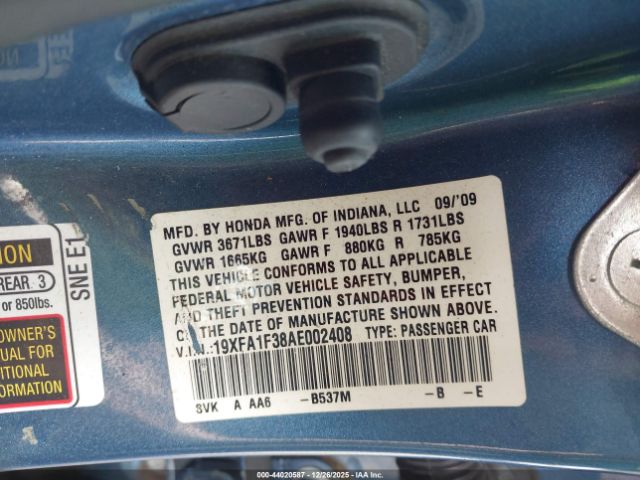 MFD. BY HONDA MFG. OF INDIANA, LLC 09/'09
GVWR 3671LBS GAWR F 1940LBS R 1731LBS
GVWR 1665KG GAWR F 880KG R 785KG
THIS VEHICLE CONFORMS TO ALL APPLICABLE
FEDERAL MOTOR VEHICLE SAFETY, BUMPER,
AND THEFT PREVENTION STANDARDS IN EFFECT
ON THE DATE OF MANUFACTURE SHOWN ABOVE.
V.I.N.:19XFA1F38AE002408 TYPE: PASSENGER CAR
SVK A AA6 -B537M -B -E
SNE E1
ION
REAR 3
or 850lbs.
OWNER'S
UAL FOR
ITIONAL
ORMATION
000-44020587 - 12/26/2025 - IAA, Inc.